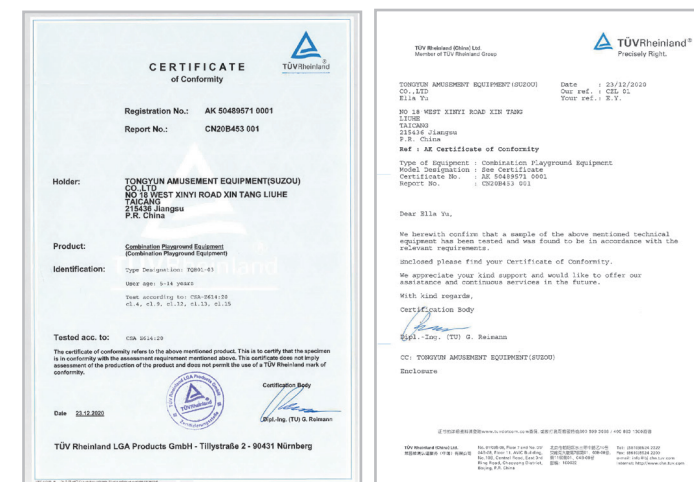 CERTIFICATE
of Conformity
TÜVRheinland®
Registration No.: AK 50489571 0001
Report No.: CN20B453 001
Holder: TONGYUN AMUSEMENT EQUIPMENT(SUZOU)
CO.,LTD
NO 18 WEST XINYI ROAD XIN TANG LIUHE
TAICANG
215436 Jiangsu
P.R. China
Product: Combination Playground Equipment
(Combination Playground Equipment)
Identification: Type Designation: TQB01-03
User age: 5-14 years
Test according to: CSA-Z614:20
cl.4, cl.9, cl.12, cl.13, cl.15
Tested acc. to: CSA Z614:20
The certificate of conformity refers to the above mentioned product. This is to certify that the specimen
is in conformity with the assessment requirement mentioned above. This certificate does not imply
assessment of the production of the product and does not permit the use of a TÜV Rheinland mark of
conformity.
Certification Body
Date 23.12.2020
Dipl.-Ing. (TU) G. Reimann
TÜV Rheinland LGA Products GmbH - Tillystraße 2 - 90431 Nürnberg
TÜV Rheinland (China) Ltd.
Member of TÜV Rheinland Group
TÜVRheinland®
Precisely Right.
TONGYUN AMUSEMENT EQUIPMENT(SUZOU)
CO.,LTD
Ella Yu
Date : 23/12/2020
Our ref. : CZL 01
Your ref.: E.Y.
NO 18 WEST XINYI ROAD XIN TANG
LIUHE
TAICANG
215436 Jiangsu
P.R. China
Ref : AK Certificate of Conformity
Type of Equipment : Combination Playground Equipment
Model Designation : See Certificate
Certificate No. : AK 50489571 0001
Report No. : CN20B453 001
Dear Ella Yu,
We herewith confirm that a sample of the above mentioned technical
equipment has been tested and was found to be in accordance with the
relevant requirements.
Enclosed please find your Certificate of Conformity.
We appreciate your kind support and would like to offer our
assistance and continuous services in the future.
With kind regards,
Certification Body
Dipl.-Ing. (TU) G. Reimann
CC: TONGYUN AMUSEMENT EQUIPMENT(SUZOU)
Enclosure
TÜV Rheinland (China) Ltd.